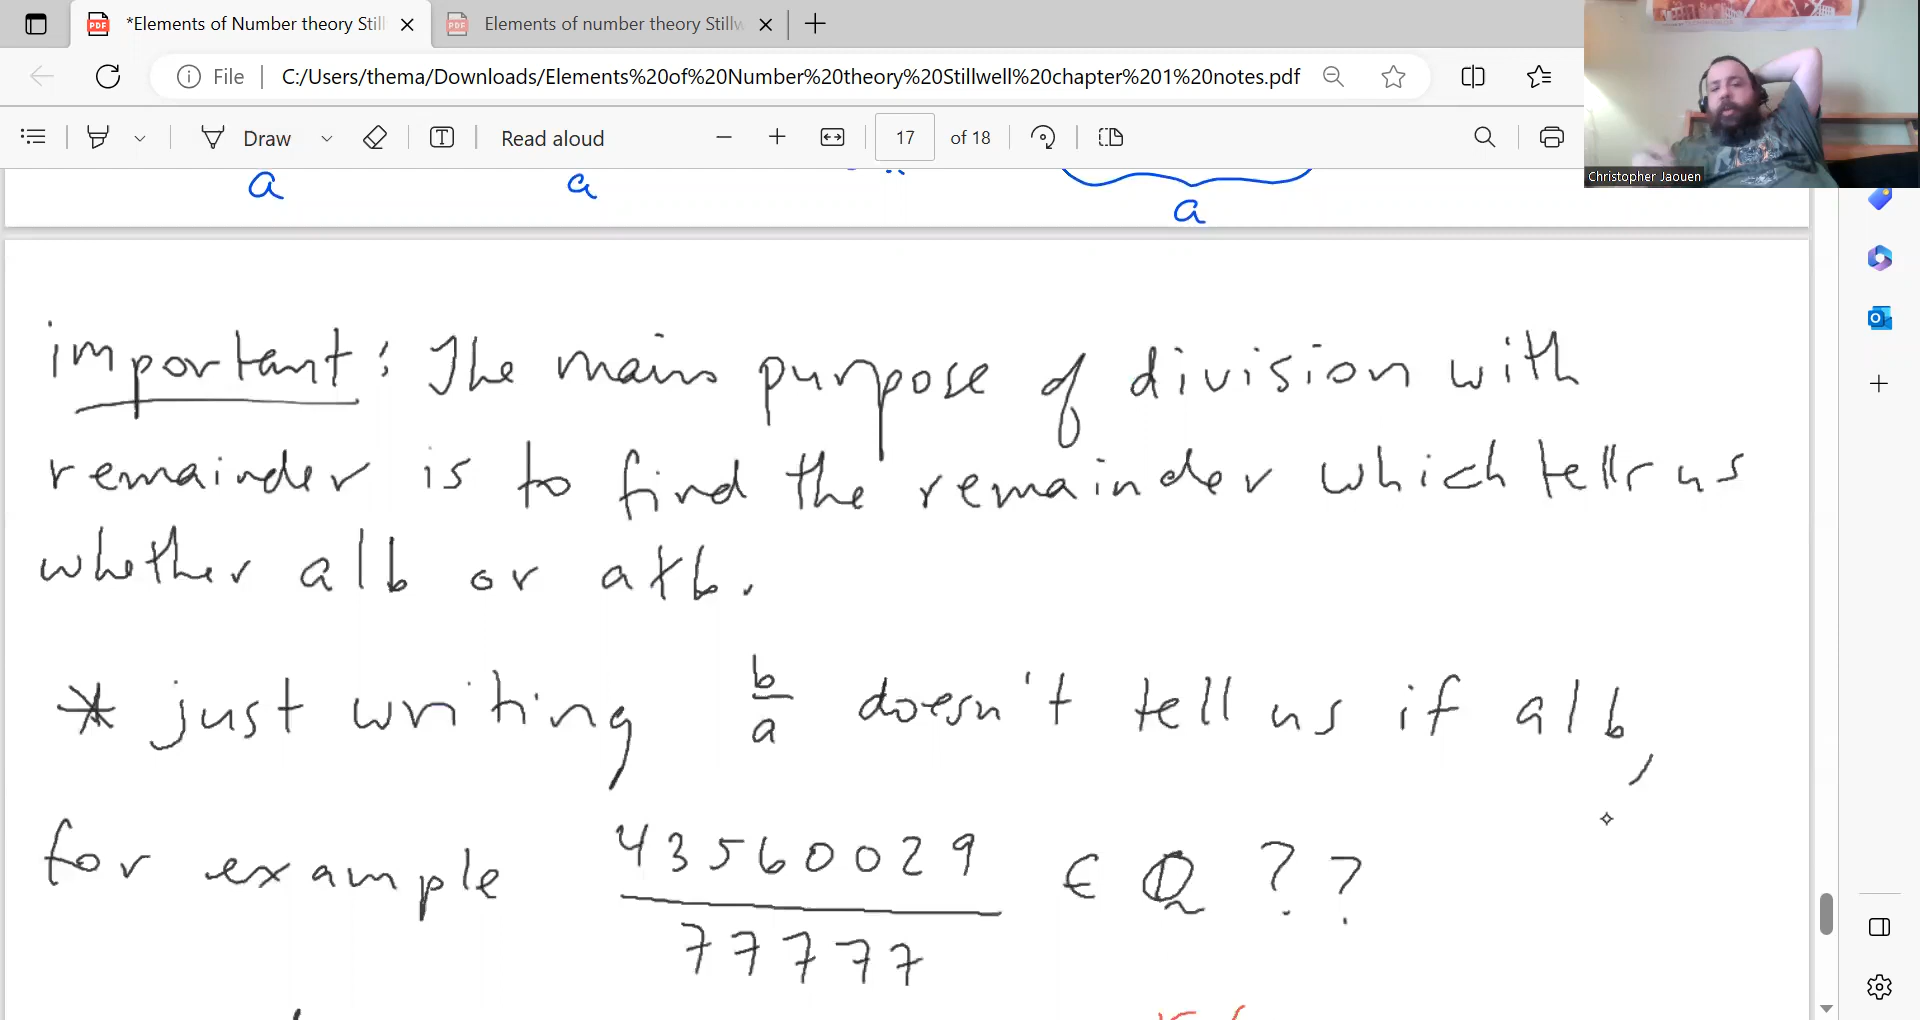 *Elements of Number theory Still
Elements of number theory Stillw
File
C:/Users/thema/Downloads/Elements%20of%20Number%20theory%20Stillwell%20chapter%201%20notes.pdf
Draw
Read aloud
17
of 18
Christopher Jaouen
a
a
a
important: The main purpose of division with
remainder is to find the remainder which tells us
whether a|b or a∤b.
* just writing b/a doesn't tell us if a|b,
for example 43560029/77777 ∈ Q ??